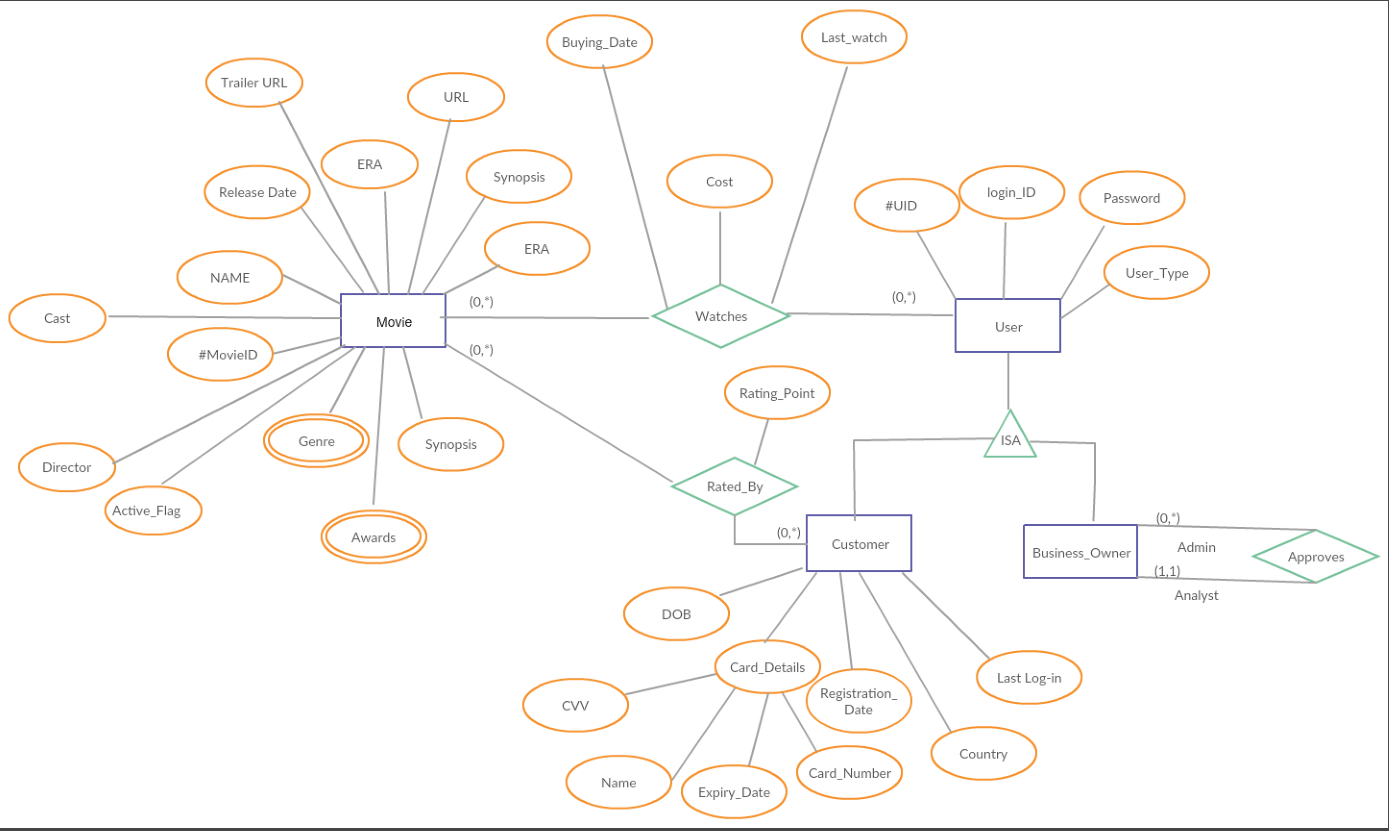 Buying_Date
Last_watch
Trailer URL
URL
ERA
Synopsis
Cost
Release Date
#UID
login_ID
Password
ERA
NAME
User_Type
(0,*)
(0,*)
Cast
Movie
Watches
User
#MovieID
(0,*)
Rating_Point
Genre
Synopsis
ISA
Director
Rated_By
Active_Flag
(0,*)
(0,*)
Awards
Customer
Admin
Business_Owner
Approves
(1,1)
Analyst
DOB
Card_Details
Last Log-in
Registration_
Date
CVV
Country
Name
Expiry_Date
Card_Number